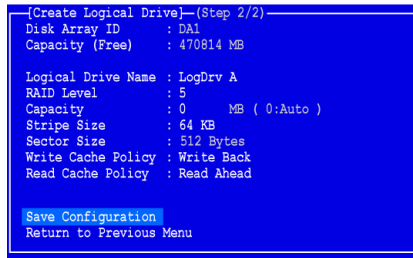 [Create Logical Drive]—(Step 2/2)
Disk Array ID : DA1
Capacity (Free) : 470814 MB
Logical Drive Name : LogDrv A
RAID Level : 5
Capacity : 0 MB ( 0:Auto )
Stripe Size : 64 KB
Sector Size : 512 Bytes
Write Cache Policy : Write Back
Read Cache Policy : Read Ahead
Save Configuration
Return to Previous Menu